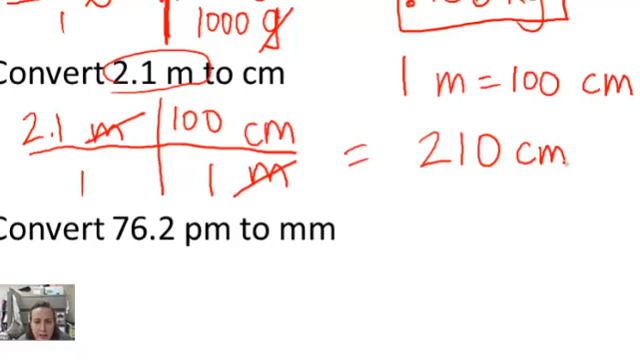 1 1000 g
Convert 2.1 m to cm
1 m = 100 cm
2.1 m 100 cm
1 1 m
= 210 cm
Convert 76.2 pm to mm